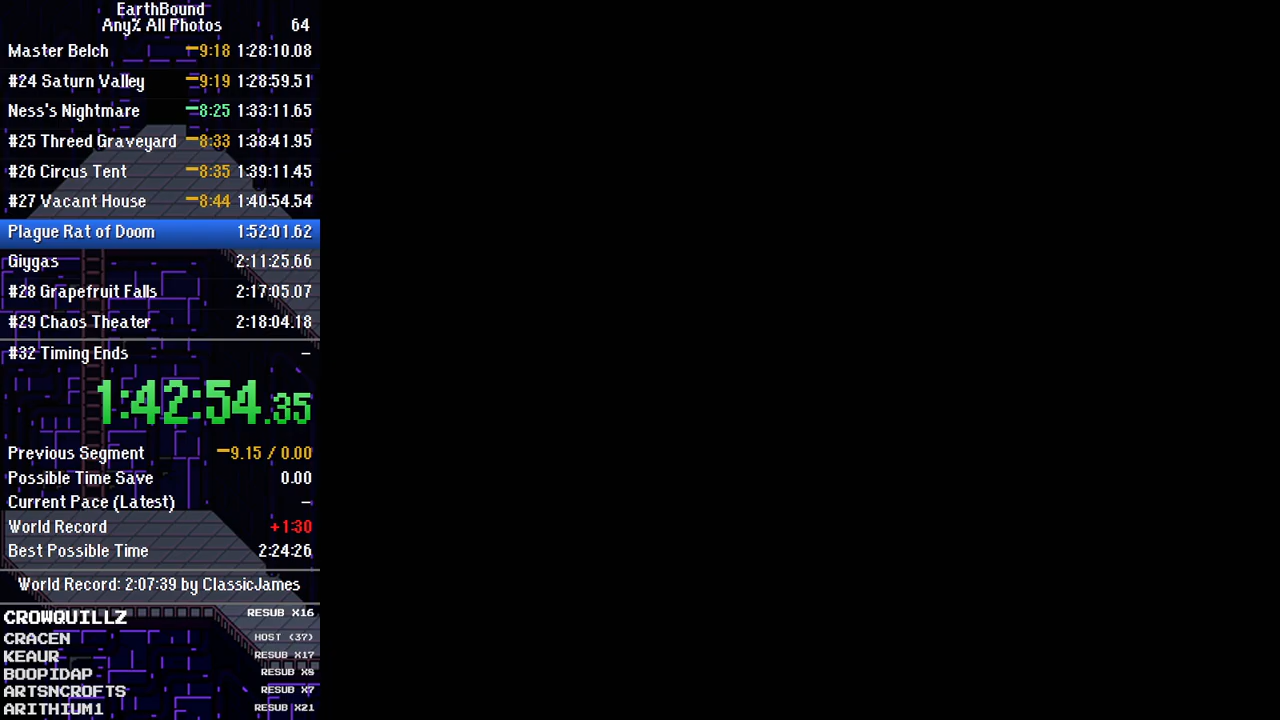 EarthBound
Any% All Photos 64
Master Belch −9:18 1:28:10.08
#24 Saturn Valley −9:19 1:28:59.51
Ness's Nightmare −8:25 1:33:11.65
#25 Threed Graveyard −8:33 1:38:41.95
#26 Circus Tent −8:35 1:39:11.45
#27 Vacant House −8:44 1:40:54.54
Plague Rat of Doom 1:52:01.62
Giygas 2:11:25.66
#28 Grapefruit Falls 2:17:05.07
#29 Chaos Theater 2:18:04.18
#32 Timing Ends –
1:42:54.35
Previous Segment −9.15 / 0.00
Possible Time Save 0.00
Current Pace (Latest) –
World Record +1:30
Best Possible Time 2:24:26
World Record: 2:07:39 by ClassicJames
CROWQUILLZ RESUB X16
CRACEN HOST (37)
KEAUR RESUB X17
BOOPIDAP RESUB X8
ARTSNCROFTS RESUB X7
ARITHIUM1 RESUB X21